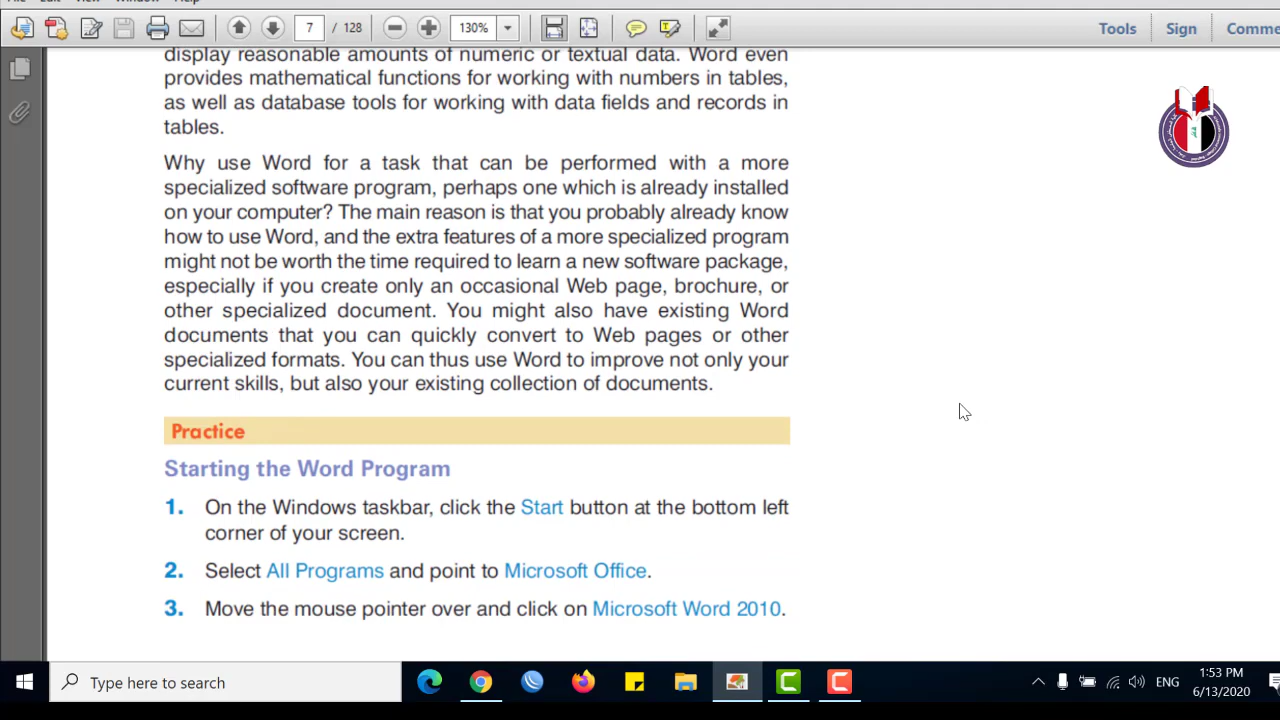 7 / 128 130% Tools Sign Comme
display reasonable amounts of numeric or textual data. Word even
provides mathematical functions for working with numbers in tables,
as well as database tools for working with data fields and records in
tables.
Why use Word for a task that can be performed with a more
specialized software program, perhaps one which is already installed
on your computer? The main reason is that you probably already know
how to use Word, and the extra features of a more specialized program
might not be worth the time required to learn a new software package,
especially if you create only an occasional Web page, brochure, or
other specialized document. You might also have existing Word
documents that you can quickly convert to Web pages or other
specialized formats. You can thus use Word to improve not only your
current skills, but also your existing collection of documents.
Practice
Starting the Word Program
1. On the Windows taskbar, click the Start button at the bottom left
corner of your screen.
2. Select All Programs and point to Microsoft Office.
3. Move the mouse pointer over and click on Microsoft Word 2010.
Type here to search
ENG
1:53 PM
6/13/2020